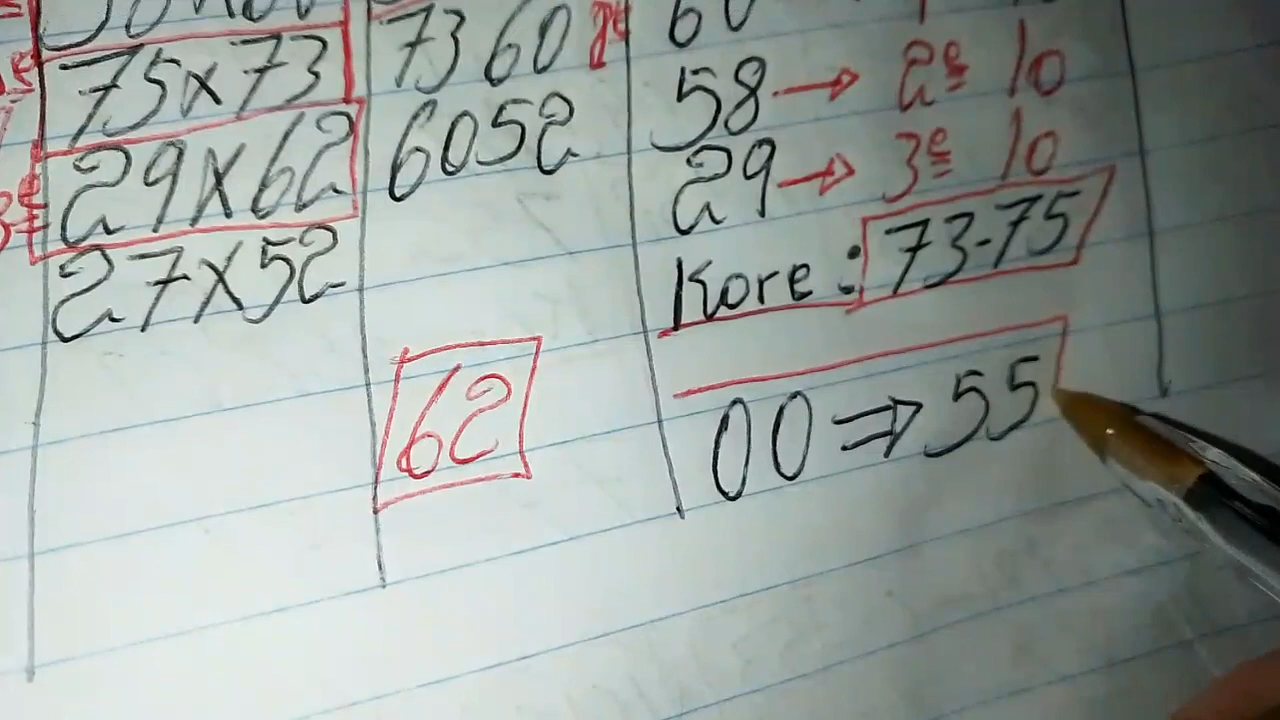 75x73
29x62
27x52
7360
6052
62
60
58 → 2e 10
29 → 3e 10
Kore: 73-75
00 ⇒ 55